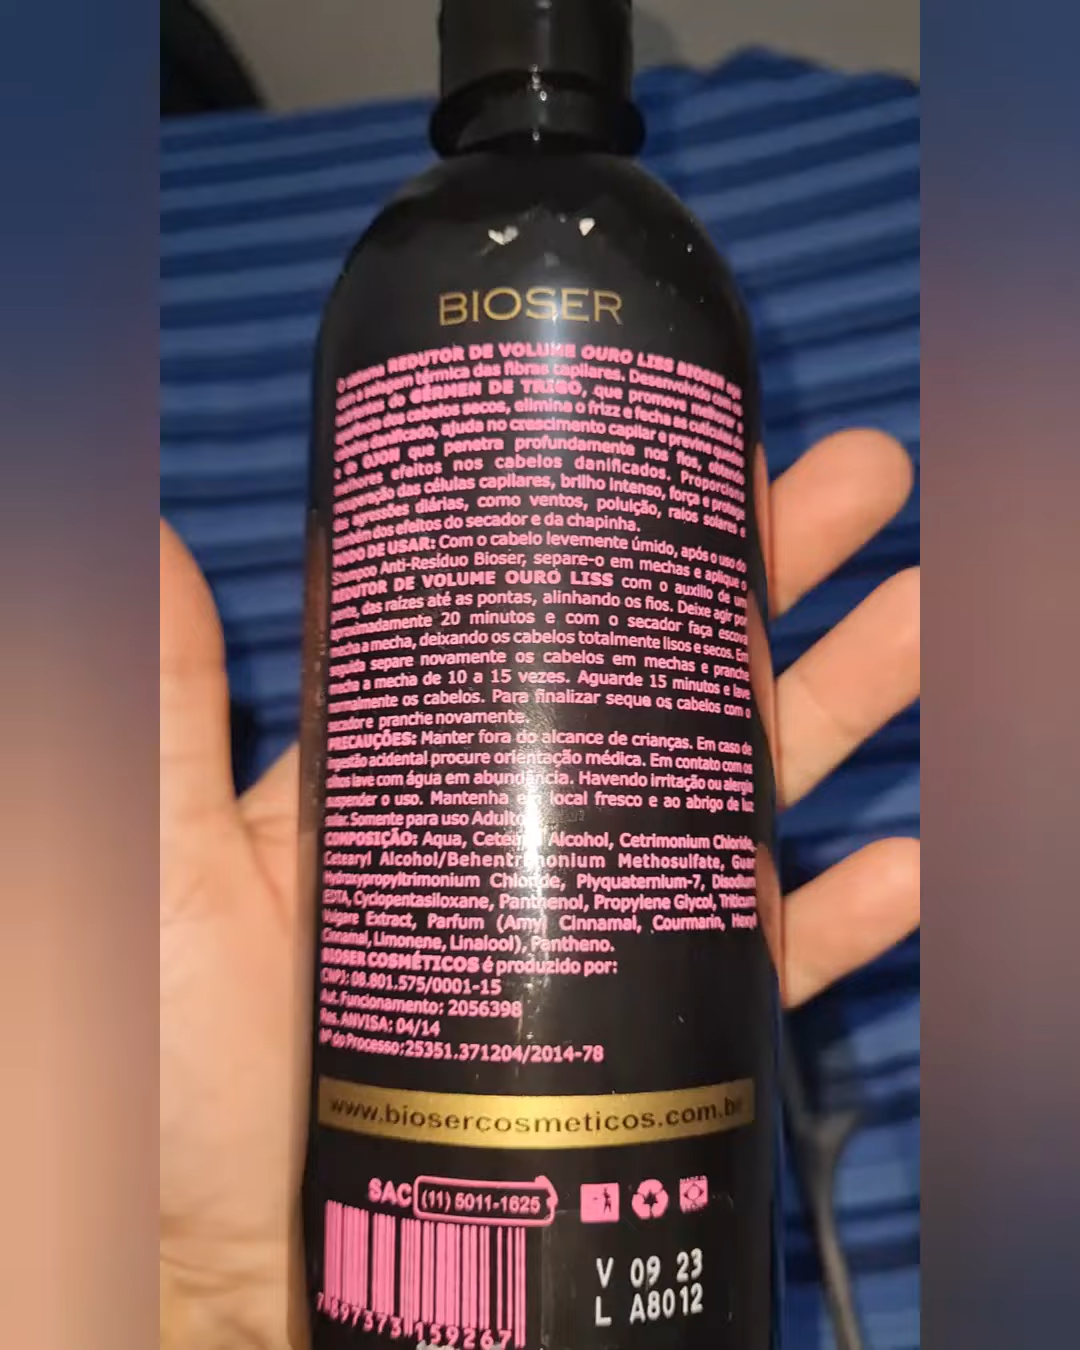 BIOSER
O sistema REDUTOR DE VOLUME OURO LISS BIOSER age
com a selagem térmica das fibras capilares. Desenvolvido com os
nutrientes do GÉRMEN DE TRIGO, que promove melhorar a
aparência dos cabelos secos, elimina o frizz e fecha as cutículas do
cabelo danificado, ajuda no crescimento capilar e previne quedas
e do OJON que penetra profundamente nos fios, obtendo
melhores efeitos nos cabelos danificados. Proporciona
recuperação das células capilares, brilho intenso, força e protege
das agressões diárias, como ventos, poluição, raios solares e
também dos efeitos do secador e da chapinha.
MODO DE USAR: Com o cabelo levemente úmido, após o uso do
Shampoo Anti-Resíduo Bioser, separe-o em mechas e aplique o
REDUTOR DE VOLUME OURO LISS com o auxílio de um
pente, das raízes até as pontas, alinhando os fios. Deixe agir por
aproximadamente 20 minutos e com o secador faça escova
mecha a mecha, deixando os cabelos totalmente lisos e secos. Em
seguida separe novamente os cabelos em mechas e pranche
mecha a mecha de 10 a 15 vezes. Aguarde 15 minutos e lave
normalmente os cabelos. Para finalizar seque os cabelos com o
secador e pranche novamente.
PRECAUÇÕES: Manter fora do alcance de crianças. Em caso de
ingestão acidental procure orientação médica. Em contato com os
olhos lave com água em abundância. Havendo irritação ou alergia
suspender o uso. Mantenha em local fresco e ao abrigo de luz
solar. Somente para uso Adulto
COMPOSIÇÃO: Aqua, Cetearyl Alcohol, Cetrimonium Chloride,
Cetearyl Alcohol/Behentrimonium Methosulfate, Guar
Hydroxypropyltrimonium Chloride, Plyquaternium-7, Disodium
EDTA, Cyclopentasiloxane, Panthenol, Propylene Glycol, Triticum
Vulgare Extract, Parfum (Amyl Cinnamal, Courmarin, Hexyl
Cinnamal, Limonene, Linalool), Pantheno.
BIOSER COSMÉTICOS é produzido por:
CNPJ: 08.801.575/0001-15
Aut. Funcionamento: 2056398
Res. ANVISA: 04/14
Nº do Processo:25351.371204/2014-78
www.biosercosmeticos.com.br
SAC (11) 5011-1625
V 09 23
L A8012
7 897373 159267